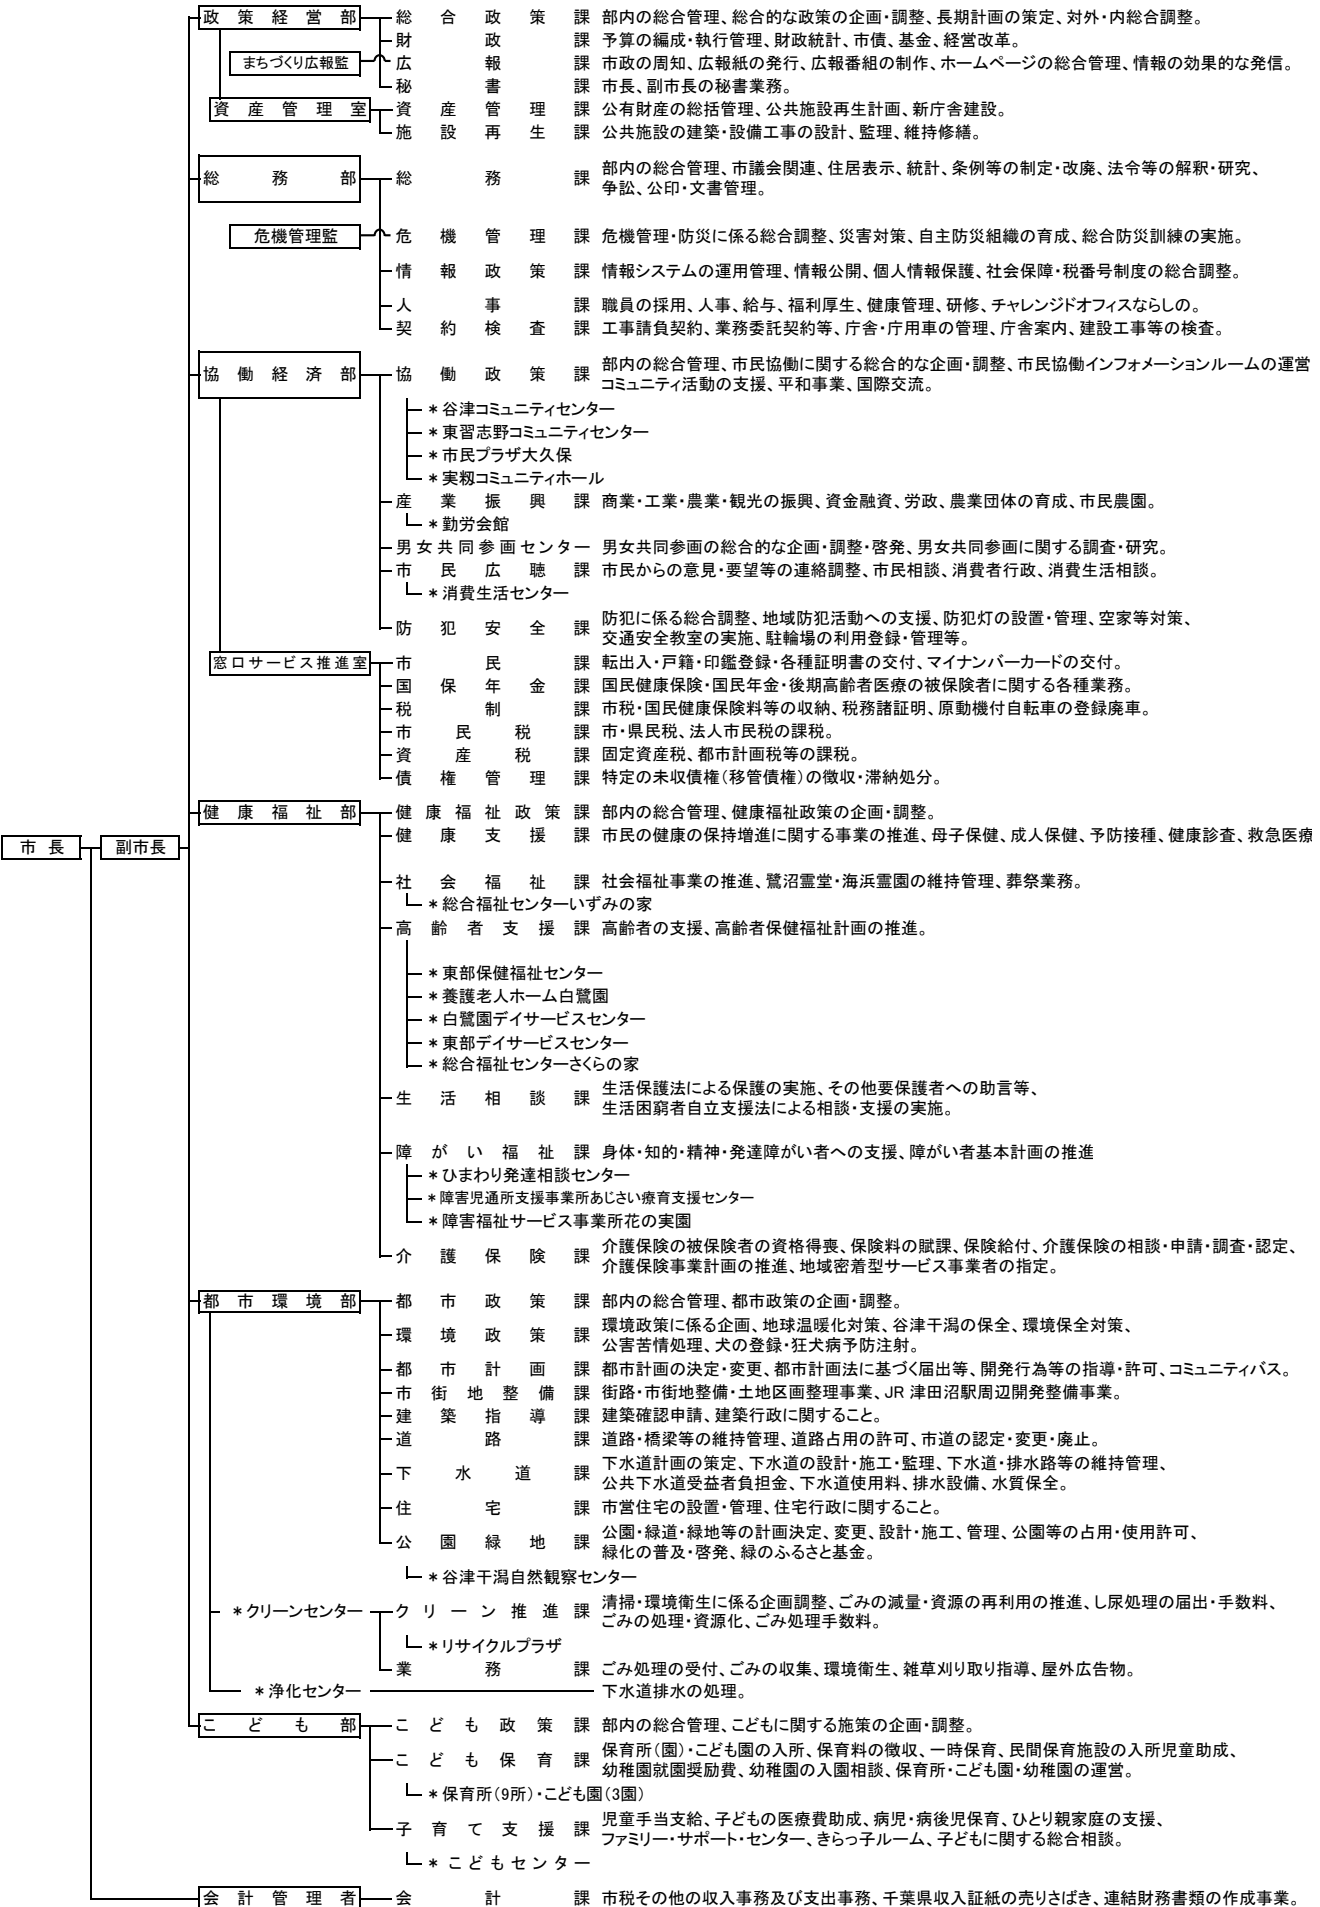 政策経営部 総合政策課 部内の総合管理、総合的な政策の企画・調整、長期計画の策定、対外・内総合調整。
財政課 予算の編成・執行管理、財政統計、市債、基金、経営改革。
まちづくり広報監 広報課 市政の周知、広報紙の発行、広報番組の制作、ホームページの総合管理、情報の効果的な発信。
秘書課 市長、副市長の秘書業務。
資産管理室 資産管理課 公有財産の総括管理、公共施設再生計画、新庁舎建設。
施設再生課 公共施設の建築・設備工事の設計、監理、維持修繕。
総務部 総務課 部内の総合管理、市議会関連、住居表示、統計、条例等の制定・改廃、法令等の解釈・研究、
争訟、公印・文書管理。
危機管理監 危機管理課 危機管理・防災に係る総合調整、災害対策、自主防災組織の育成、総合防災訓練の実施。
情報政策課 情報システムの運用管理、情報公開、個人情報保護、社会保障・税番号制度の総合調整。
人事課 職員の採用、人事、給与、福利厚生、健康管理、研修、チャレンジドオフィスならしの。
契約検査課 工事請負契約、業務委託契約等、庁舎・庁用車の管理、庁舎案内、建設工事等の検査。
協働経済部 協働政策課 部内の総合管理、市民協働に関する総合的な企画・調整、市民協働インフォメーションルームの運営
コミュニティ活動の支援、平和事業、国際交流。
＊谷津コミュニティセンター
＊東習志野コミュニティセンター
＊市民プラザ大久保
＊実籾コミュニティホール
産業振興課 商業・工業・農業・観光の振興、資金融資、労政、農業団体の育成、市民農園。
＊勤労会館
男女共同参画センター 男女共同参画の総合的な企画・調整・啓発、男女共同参画に関する調査・研究。
市民広聴課 市民からの意見・要望等の連絡調整、市民相談、消費者行政、消費生活相談。
＊消費生活センター
防犯安全課 防犯に係る総合調整、地域防犯活動への支援、防犯灯の設置・管理、空家等対策、
交通安全教室の実施、駐輪場の利用登録・管理等。
窓口サービス推進室 市民課 転出入・戸籍・印鑑登録・各種証明書の交付、マイナンバーカードの交付。
国保年金課 国民健康保険・国民年金・後期高齢者医療の被保険者に関する各種業務。
税制課 市税・国民健康保険料等の収納、税務諸証明、原動機付自転車の登録廃車。
市民税課 市・県民税、法人市民税の課税。
資産税課 固定資産税、都市計画税等の課税。
債権管理課 特定の未収債権（移管債権）の徴収・滞納処分。
健康福祉部 健康福祉政策課 部内の総合管理、健康福祉政策の企画・調整。
健康支援課 市民の健康の保持増進に関する事業の推進、母子保健、成人保健、予防接種、健康診査、救急医療
市長 副市長
社会福祉課 社会福祉事業の推進、鷺沼霊堂・海浜霊園の維持管理、葬祭業務。
＊総合福祉センターいずみの家
高齢者支援課 高齢者の支援、高齢者保健福祉計画の推進。
＊東部保健福祉センター
＊養護老人ホーム白鷺園
＊白鷺園デイサービスセンター
＊東部デイサービスセンター
＊総合福祉センターさくらの家
生活相談課 生活保護法による保護の実施、その他要保護者への助言等、
生活困窮者自立支援法による相談・支援の実施。
障がい福祉課 身体・知的・精神・発達障がい者への支援、障がい者基本計画の推進
＊ひまわり発達相談センター
＊障害児通所支援事業所あじさい療育支援センター
＊障害福祉サービス事業所花の実園
介護保険課 介護保険の被保険者の資格得喪、保険料の賦課、保険給付、介護保険の相談・申請・調査・認定、
介護保険事業計画の推進、地域密着型サービス事業者の指定。
都市環境部 都市政策課 部内の総合管理、都市政策の企画・調整。
環境政策課 環境政策に係る企画、地球温暖化対策、谷津干潟の保全、環境保全対策、
公害苦情処理、犬の登録・狂犬病予防注射。
都市計画課 都市計画の決定・変更、都市計画法に基づく届出等、開発行為等の指導・許可、コミュニティバス。
市街地整備課 街路・市街地整備・土地区画整理事業、JR 津田沼駅周辺開発整備事業。
建築指導課 建築確認申請、建築行政に関すること。
道路課 道路・橋梁等の維持管理、道路占用の許可、市道の認定・変更・廃止。
下水道課 下水道計画の策定、下水道の設計・施工・監理、下水道・排水路等の維持管理、
公共下水道受益者負担金、下水道使用料、排水設備、水質保全。
住宅課 市営住宅の設置・管理、住宅行政に関すること。
公園緑地課 公園・緑道・緑地等の計画決定、変更、設計・施工、管理、公園等の占用・使用許可、
緑化の普及・啓発、緑のふるさと基金。
＊谷津干潟自然観察センター
＊クリーンセンター クリーン推進課 清掃・環境衛生に係る企画調整、ごみの減量・資源の再利用の推進、し尿処理の届出・手数料、
ごみの処理・資源化、ごみ処理手数料。
＊リサイクルプラザ
業務課 ごみ処理の受付、ごみの収集、環境衛生、雑草刈り取り指導、屋外広告物。
＊浄化センター 下水道排水の処理。
こども部 こども政策課 部内の総合管理、こどもに関する施策の企画・調整。
こども保育課 保育所（園）・こども園の入所、保育料の徴収、一時保育、民間保育施設の入所児童助成、
幼稚園就園奨励費、幼稚園の入園相談、保育所・こども園・幼稚園の運営。
＊保育所（9所）・こども園（3園）
子育て支援課 児童手当支給、子どもの医療費助成、病児・病後児保育、ひとり親家庭の支援、
ファミリー・サポート・センター、きらっ子ルーム、子どもに関する総合相談。
＊こどもセンター
会計管理者 会計課 市税その他の収入事務及び支出事務、千葉県収入証紙の売りさばき、連結財務書類の作成事業。